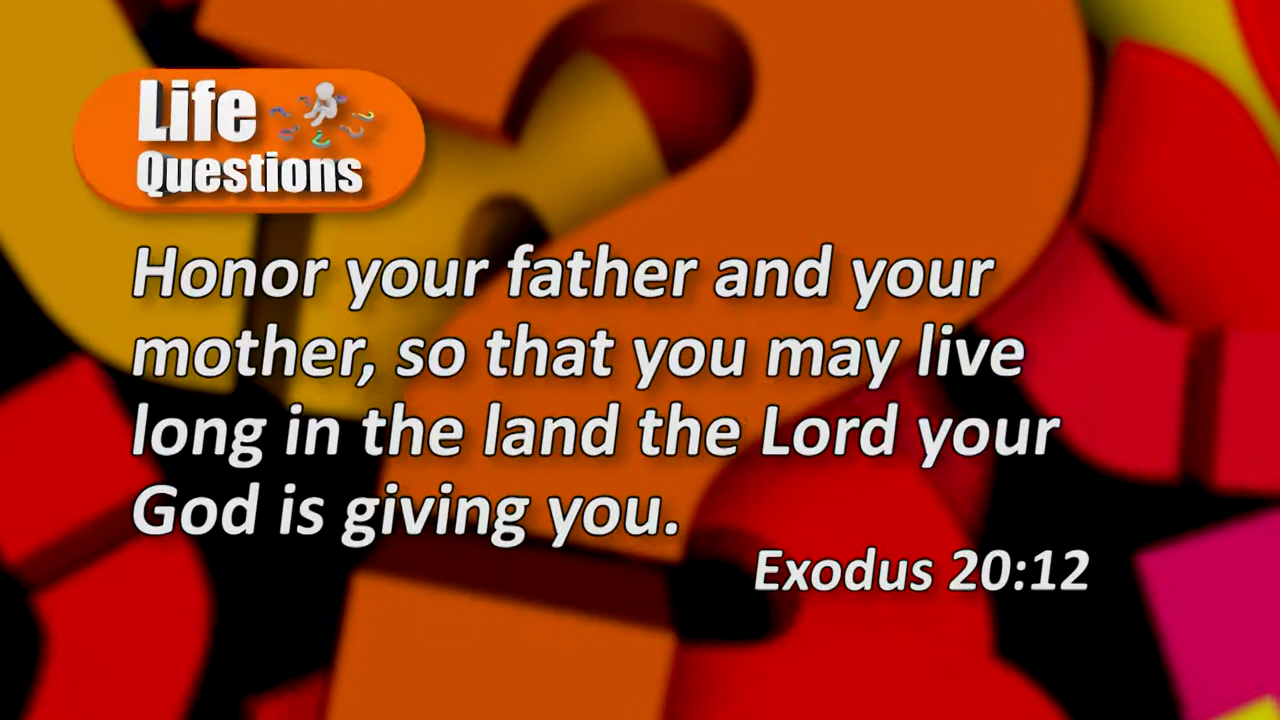 Life
Questions
Honor your father and your
mother, so that you may live
long in the land the Lord your
God is giving you.
Exodus 20:12